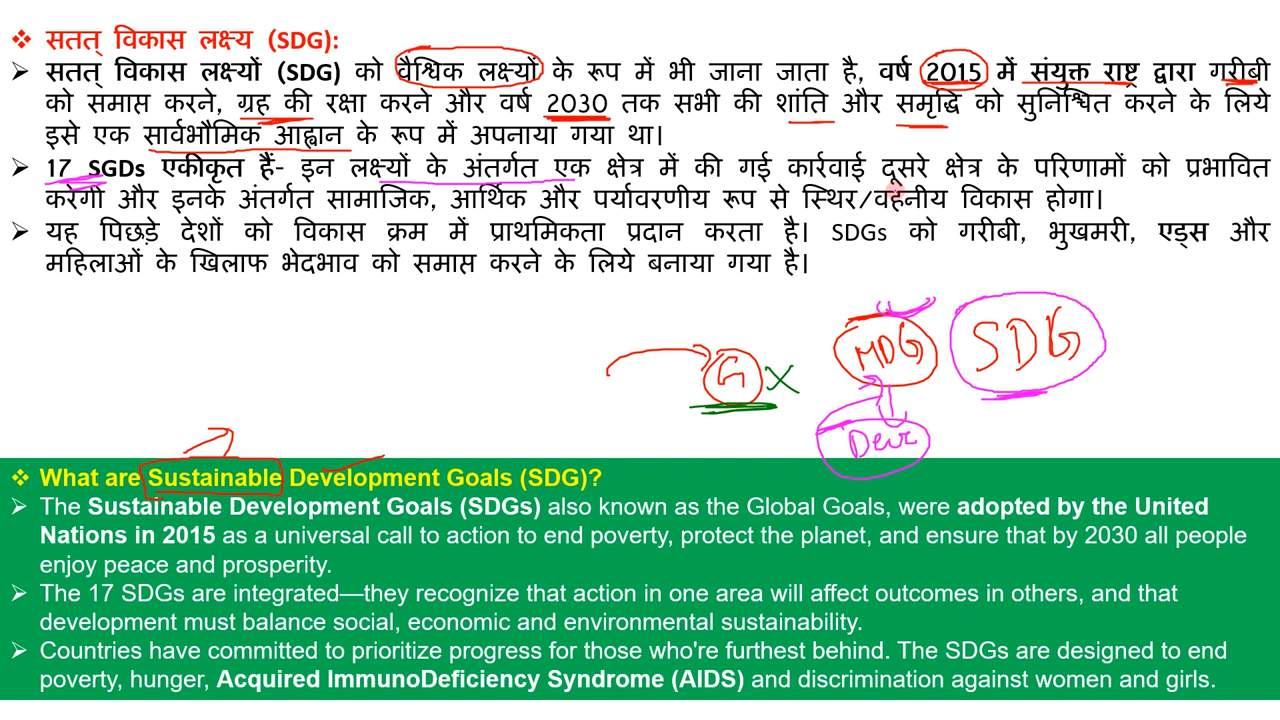 ❖ सतत् विकास लक्ष्य (SDG):
➤ सतत् विकास लक्ष्यों (SDG) को वैश्विक लक्ष्यों के रूप में भी जाना जाता है, वर्ष 2015 में संयुक्त राष्ट्र द्वारा गरीबी
को समाप्त करने, ग्रह की रक्षा करने और वर्ष 2030 तक सभी की शांति और समृद्धि को सुनिश्चित करने के लिये
इसे एक सार्वभौमिक आह्वान के रूप में अपनाया गया था।
➤ 17 SGDs एकीकृत हैं- इन लक्ष्यों के अंतर्गत एक क्षेत्र में की गई कार्रवाई दूसरे क्षेत्र के परिणामों को प्रभावित
करेगी और इनके अंतर्गत सामाजिक, आर्थिक और पर्यावरणीय रूप से स्थिर/वहनीय विकास होगा।
➤ यह पिछड़े देशों को विकास क्रम में प्राथमिकता प्रदान करता है। SDGs को गरीबी, भुखमरी, एड्स और
महिलाओं के खिलाफ भेदभाव को समाप्त करने के लिये बनाया गया है।
MDG SDG
G X
Deve
❖ What are Sustainable Development Goals (SDG)?
➤ The Sustainable Development Goals (SDGs) also known as the Global Goals, were adopted by the United
Nations in 2015 as a universal call to action to end poverty, protect the planet, and ensure that by 2030 all people
enjoy peace and prosperity.
➤ The 17 SDGs are integrated—they recognize that action in one area will affect outcomes in others, and that
development must balance social, economic and environmental sustainability.
➤ Countries have committed to prioritize progress for those who're furthest behind. The SDGs are designed to end
poverty, hunger, Acquired ImmunoDeficiency Syndrome (AIDS) and discrimination against women and girls.